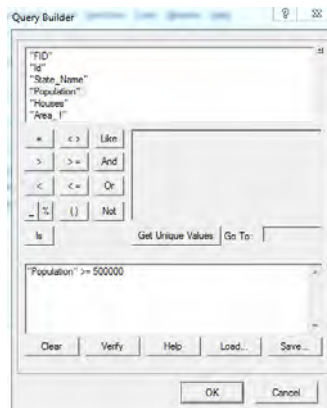 Query Builder
"FID"
"Id"
"State_Name"
"Population"
"Houses"
"Area_1"
= < > Like
> > = And
< < = Or
_ % () Not
Is Get Unique Values Go To:
"Population" >= 500000
Clear Verify Help Load... Save...
OK Cancel